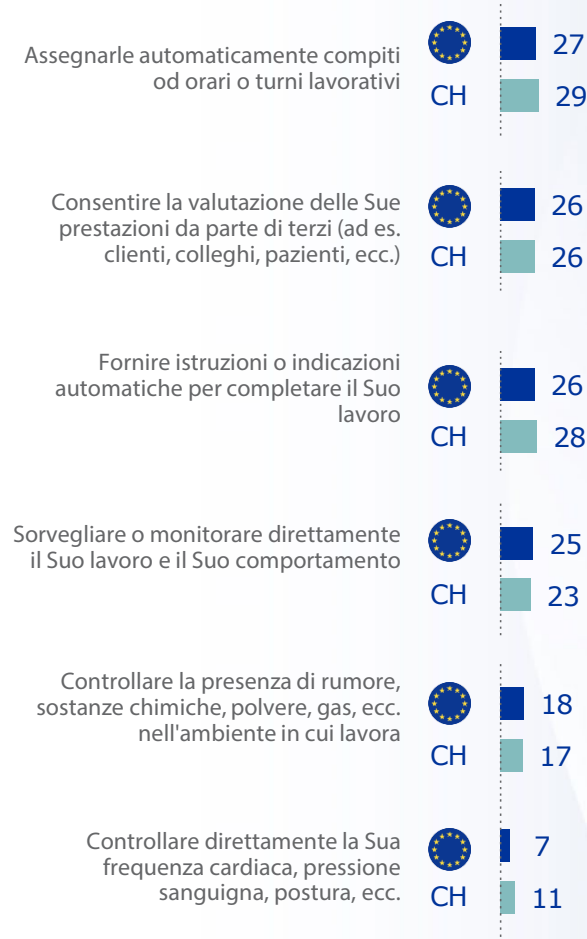 Assegnarle automaticamente compiti
od orari o turni lavorativi
27
CH
29
Consentire la valutazione delle Sue
prestazioni da parte di terzi (ad es.
clienti, colleghi, pazienti, ecc.)
26
CH
26
Fornire istruzioni o indicazioni
automatiche per completare il Suo
lavoro
26
CH
28
Sorvegliare o monitorare direttamente
il Suo lavoro e il Suo comportamento
25
CH
23
Controllare la presenza di rumore,
sostanze chimiche, polvere, gas, ecc.
nell'ambiente in cui lavora
18
CH
17
Controllare direttamente la Sua
frequenza cardiaca, pressione
sanguigna, postura, ecc.
7
CH
11